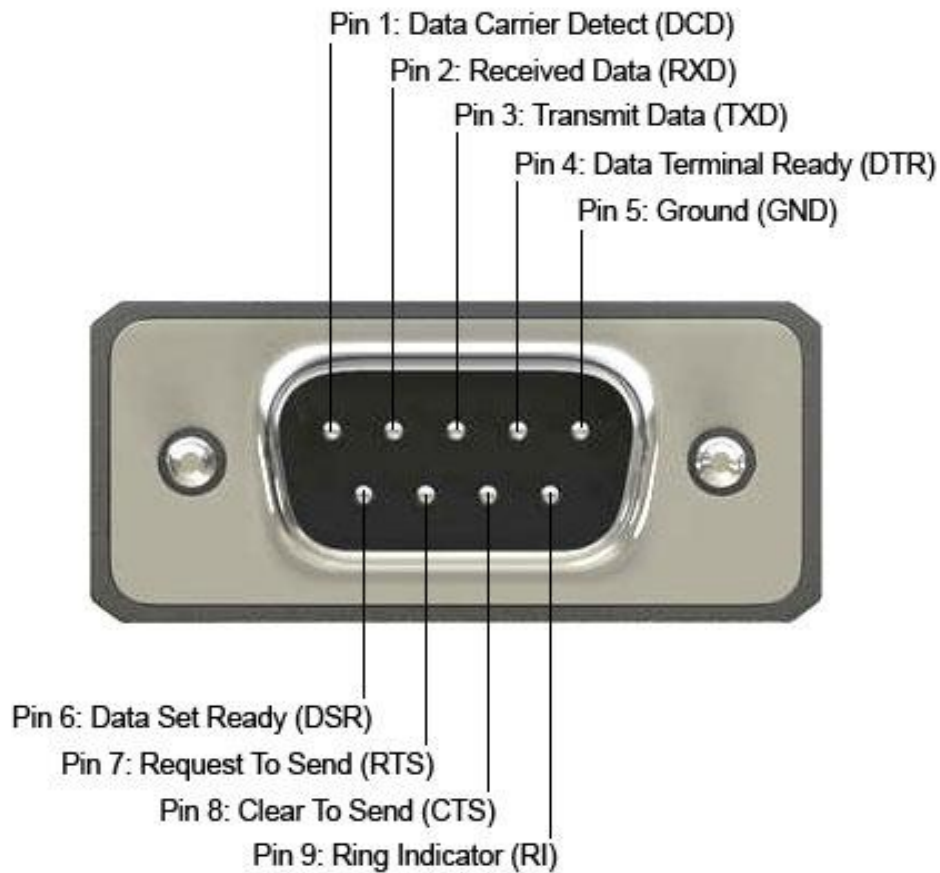 Pin 1: Data Carrier Detect (DCD)
Pin 2: Received Data (RXD)
Pin 3: Transmit Data (TXD)
Pin 4: Data Terminal Ready (DTR)
Pin 5: Ground (GND)
Pin 6: Data Set Ready (DSR)
Pin 7: Request To Send (RTS)
Pin 8: Clear To Send (CTS)
Pin 9: Ring Indicator (RI)